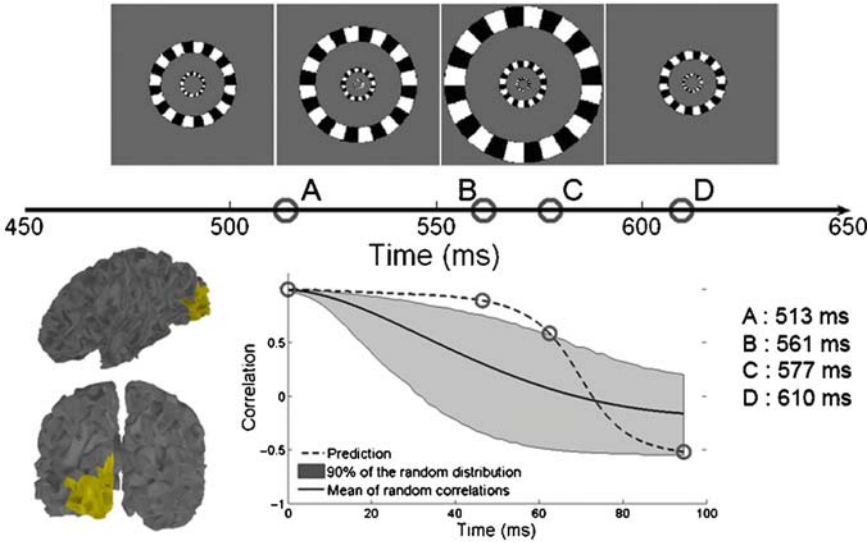 A B C D
450 500 550 600 650
Time (ms)
Correlation
0.5
0
−0.5
−1
Prediction
90% of the random distribution
Mean of random correlations
0 20 40 60 80 100
Time (ms)
A : 513 ms
B : 561 ms
C : 577 ms
D : 610 ms